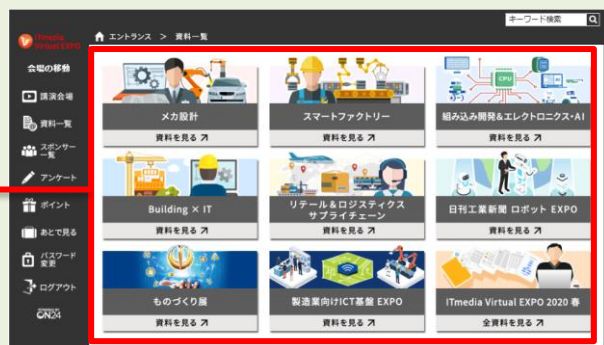 キーワード検索
ITmedia
Virtual EXPO
エントランス > 資料一覧
会場の移動
講演会場
資料一覧
スポンサー
一覧
アンケート
ポイント
あとで見る
パスワード
変更
ログアウト
ON24
メカ設計
資料を見る
スマートファクトリー
資料を見る
CPU
組み込み開発&エレクトロニクス・AI
資料を見る
Building × IT
資料を見る
リテール&ロジスティクス
サプライチェーン
資料を見る
日刊工業新聞 ロボット EXPO
資料を見る
ものづくり展
資料を見る
製造業向けICT基盤 EXPO
資料を見る
ITmedia Virtual EXPO 2020 春
全資料を見る